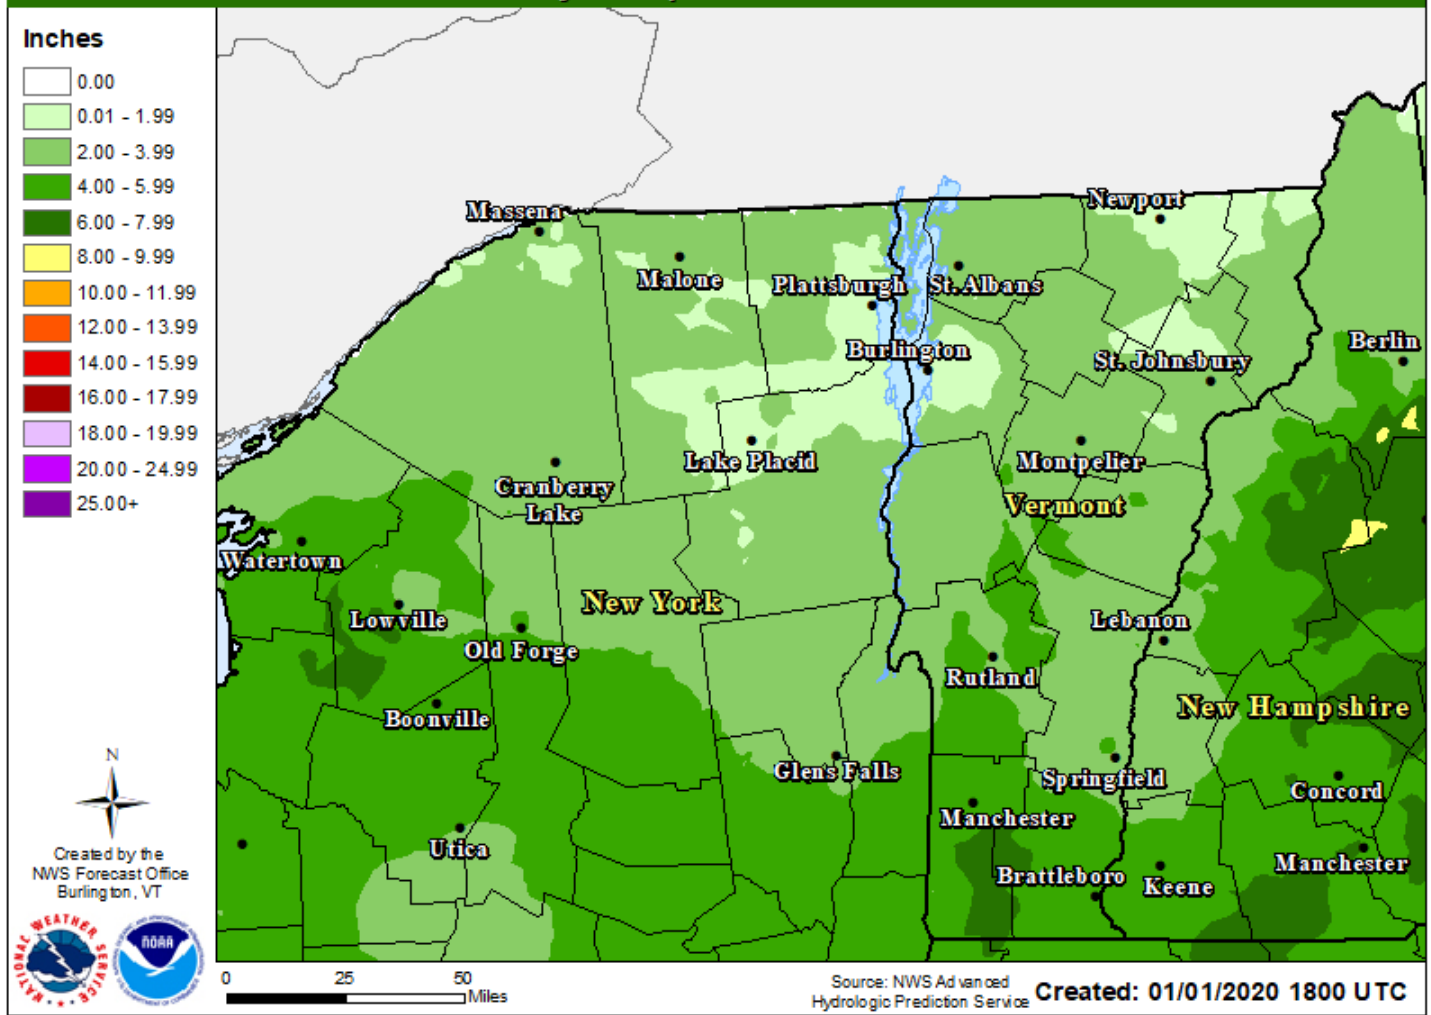 Inches
0.00
0.01 - 1.99
2.00 - 3.99
4.00 - 5.99
6.00 - 7.99
8.00 - 9.99
10.00 - 11.99
12.00 - 13.99
14.00 - 15.99
16.00 - 17.99
18.00 - 19.99
20.00 - 24.99
25.00+
Newport
Massena
Malone
Plattsburgh
St. Albans
Burlington
St. Johnsbury
Berlin
Lake Placid
Montpelier
Cranberry
Lake
Vermont
Watertown
New York
Lowville
Lebanon
Old Forge
Rutland
New Hampshire
Boonville
Glens Falls
Springfield
Concord
Manchester
Utica
Manchester
Brattleboro
Keene
N
Created by the
NWS Forecast Office
Burlington, VT
NATIONAL WEATHER SERVICE
NOAA
0 25 50
Miles
Source: NWS Advanced
Hydrologic Prediction Service
Created: 01/01/2020 1800 UTC